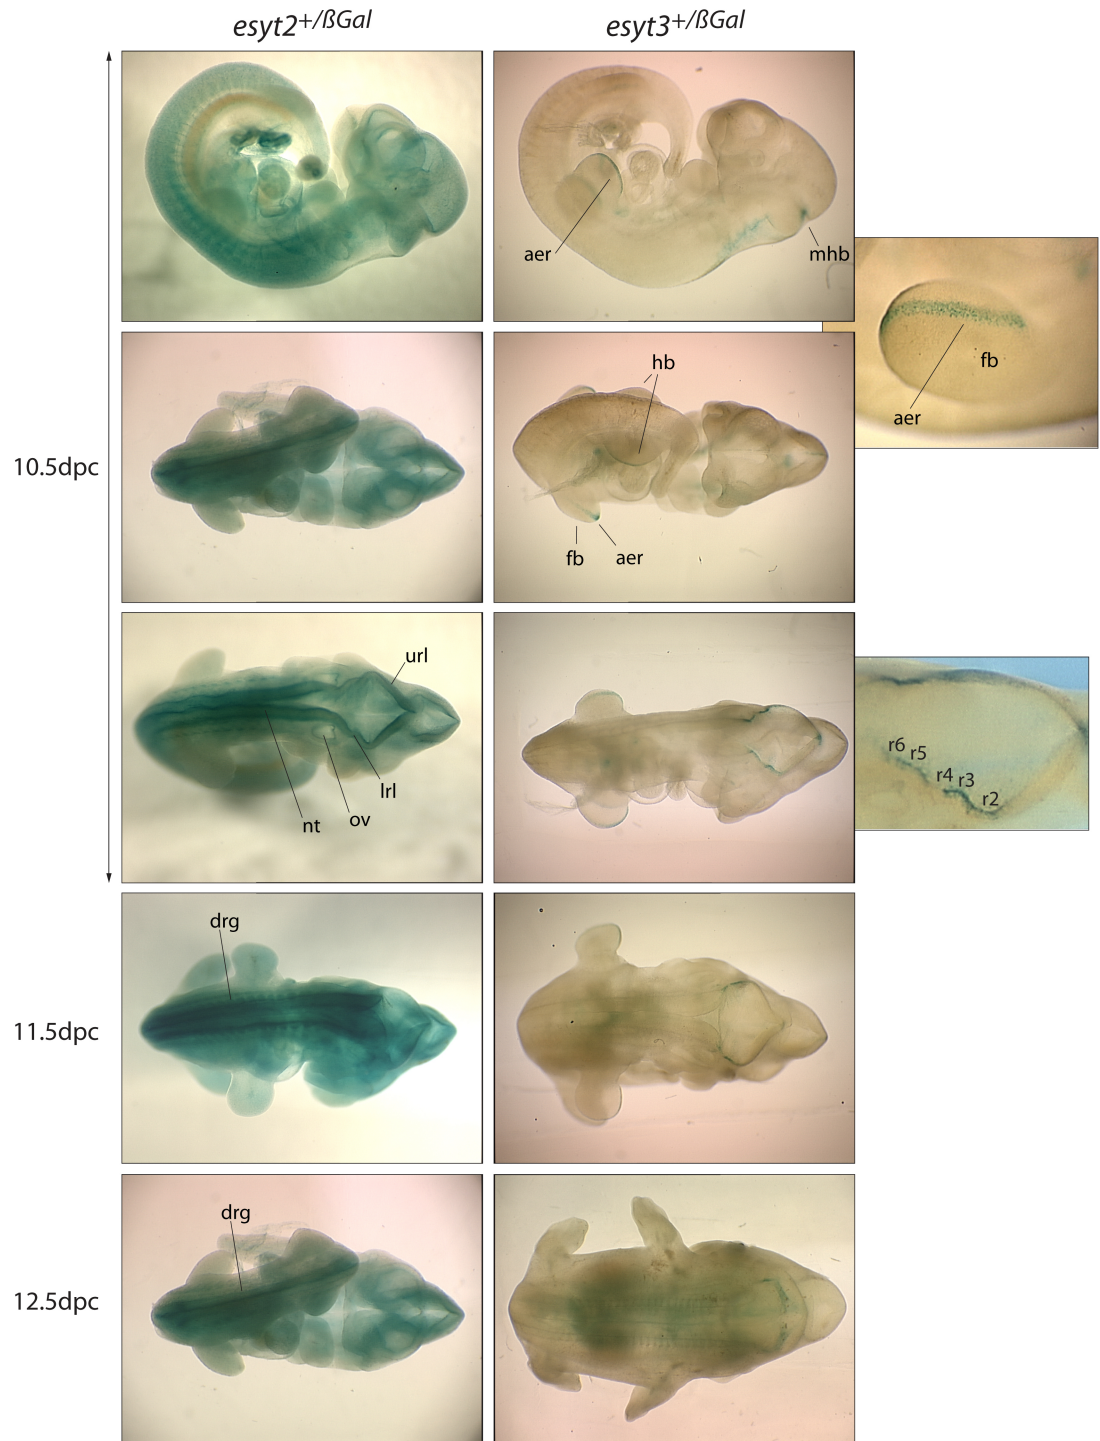 esyt2+/ßGal
esyt3+/ßGal
aer
mhb
aer
fb
10.5dpc
hb
fb
aer
url
lrl
ov
nt
r6
r5
r4
r3
r2
drg
11.5dpc
drg
12.5dpc